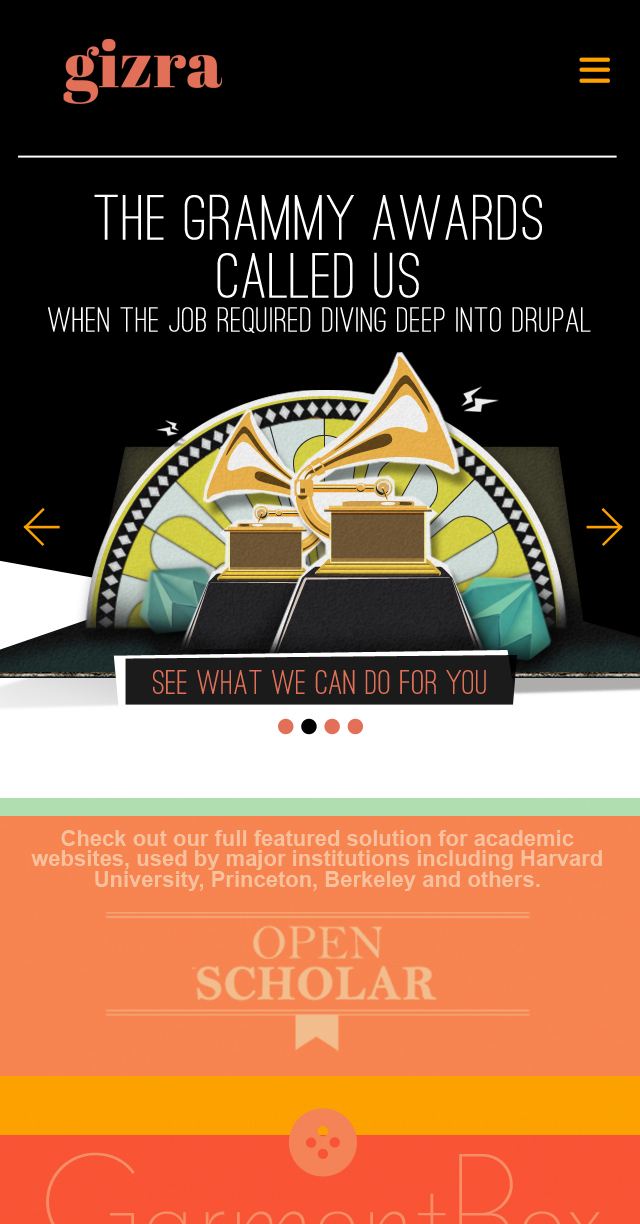 gizra
THE GRAMMY AWARDS
CALLED US
WHEN THE JOB REQUIRED DIVING DEEP INTO DRUPAL
SEE WHAT WE CAN DO FOR YOU
Check out our full featured solution for academic
websites, used by major institutions including Harvard
University, Princeton, Berkeley and others.
OPEN
SCHOLAR
GarmentBox